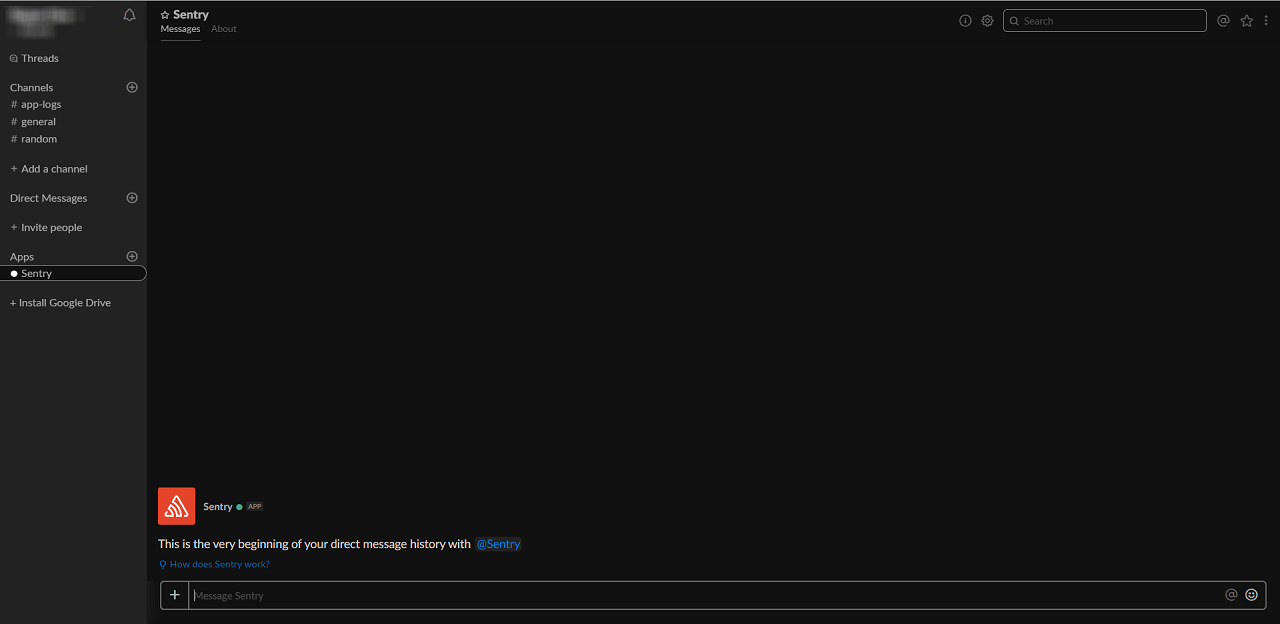 Threads
Channels
# app-logs
# general
# random
+ Add a channel
Direct Messages
+ Invite people
Apps
Sentry
+ Install Google Drive
Sentry
Messages About
Search
Sentry APP
This is the very beginning of your direct message history with @Sentry
How does Sentry work?
+ Message Sentry